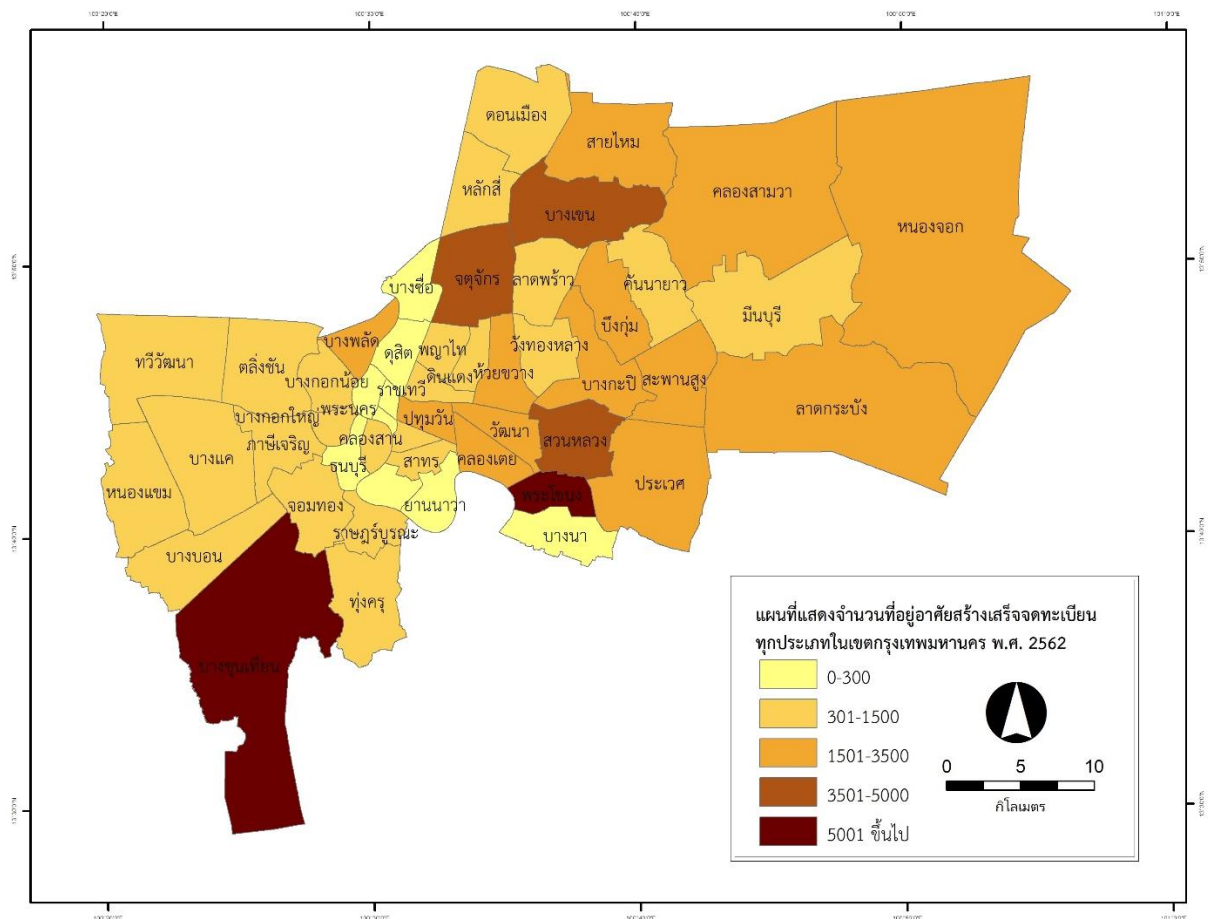 ดอนเมือง
สายไหม
หลักสี่
คลองสามวา
บางเขน
หนองจอก
บางซื่อ
จตุจักร
ลาดพร้าว
คันนายาว
มีนบุรี
บึงกุ่ม
บางพลัด
ดุสิต
พญาไท
วังทองหลาง
ทวีวัฒนา
ตลิ่งชัน
ดินแดง
ห้วยขวาง
บางกะปิ
สะพานสูง
บางกอกน้อย
ราชเทวี
พระนคร
ลาดกระบัง
บางกอกใหญ่
ปทุมวัน
วัฒนา
สวนหลวง
ภาษีเจริญ
คลองสาน
บางแค
ธนบุรี
สาทร
คลองเตย
ประเวศ
หนองแขม
จอมทอง
ยานนาวา
พระโขนง
ราษฎร์บูรณะ
บางนา
บางบอน
ทุ่งครุ
บางขุนเทียน
แผนที่แสดงจำนวนที่อยู่อาศัยสร้างเสร็จจดทะเบียน
ทุกประเภทในเขตกรุงเทพมหานคร พ.ศ. 2562
0-300
301-1500
1501-3500
3501-5000
5001 ขึ้นไป
0 5 10
กิโลเมตร